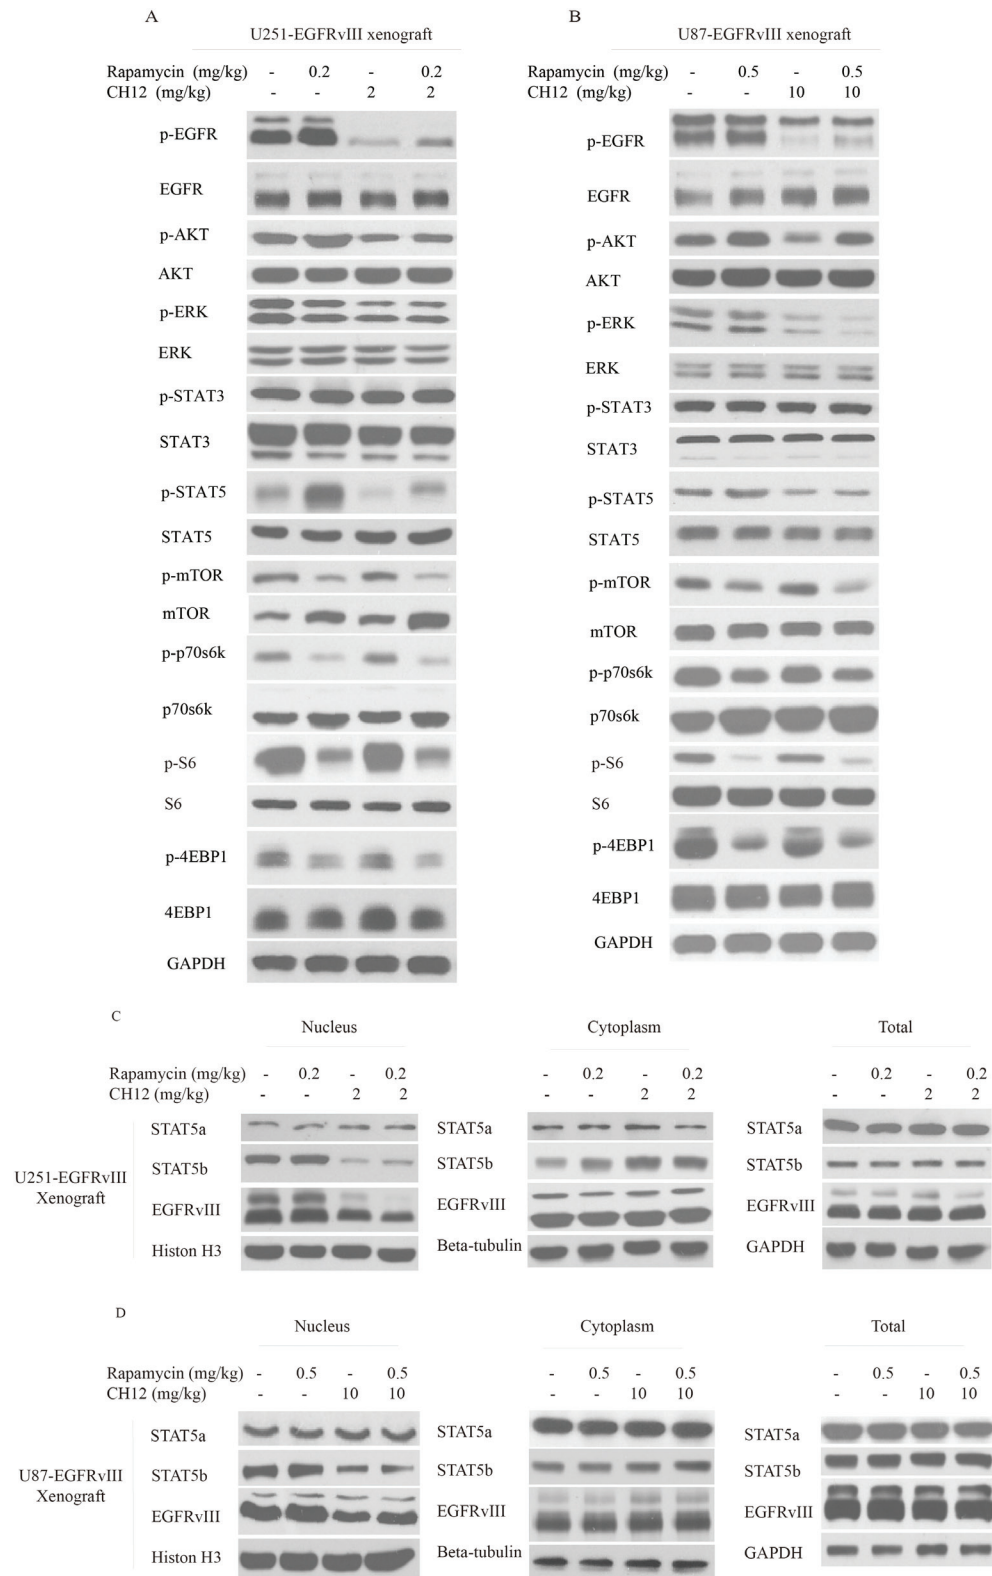 A
U251-EGFRvIII xenograft
Rapamycin (mg/kg) - 0.2 - 0.2
CH12 (mg/kg) - - 2 2
p-EGFR
EGFR
p-AKT
AKT
p-ERK
ERK
p-STAT3
STAT3
p-STAT5
STAT5
p-mTOR
mTOR
p-p70s6k
p70s6k
p-S6
S6
p-4EBP1
4EBP1
GAPDH
B
U87-EGFRvIII xenograft
Rapamycin (mg/kg) - 0.5 - 0.5
CH12 (mg/kg) - - 10 10
p-EGFR
EGFR
p-AKT
AKT
p-ERK
ERK
p-STAT3
STAT3
p-STAT5
STAT5
p-mTOR
mTOR
p-p70s6k
p70s6k
p-S6
S6
p-4EBP1
4EBP1
GAPDH
C
Nucleus Cytoplasm Total
Rapamycin (mg/kg) - 0.2 - 0.2 - 0.2 - 0.2 - 0.2 - 0.2
CH12 (mg/kg) - - 2 2 - - 2 2 - - 2 2
U251-EGFRvIII
Xenograft
STAT5a STAT5a STAT5a
STAT5b STAT5b STAT5b
EGFRvIII EGFRvIII EGFRvIII
Histon H3 Beta-tubulin GAPDH
D
Nucleus Cytoplasm Total
Rapamycin (mg/kg) - 0.5 - 0.5 - 0.5 - 0.5 - 0.5 - 0.5
CH12 (mg/kg) - - 10 10 - - 10 10 - - 10 10
U87-EGFRvIII
Xenograft
STAT5a STAT5a STAT5a
STAT5b STAT5b STAT5b
EGFRvIII EGFRvIII EGFRvIII
Histon H3 Beta-tubulin GAPDH